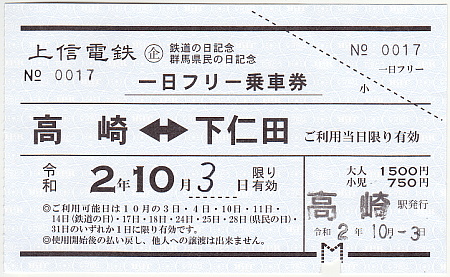 上信電鉄 企 鉄道の日記念
群馬県民の日記念
№ 0017
№ 0017
一日フリー
小
一日フリー乗車券
高崎⟷下仁田 ご利用当日限り有効
令和 2年10月3日 限り有効
大人 1500円
小児 750円
◎ご利用可能日は10月の3日・4日・10日・11日・
14日(鉄道の日)・17日・18日・24日・25日・28日(県民の日)・
31日のいずれか1日に限り有効です。
◎使用開始後の払い戻し、他人への譲渡は出来ません。
高崎 駅発行
令和 2年 10月-3日